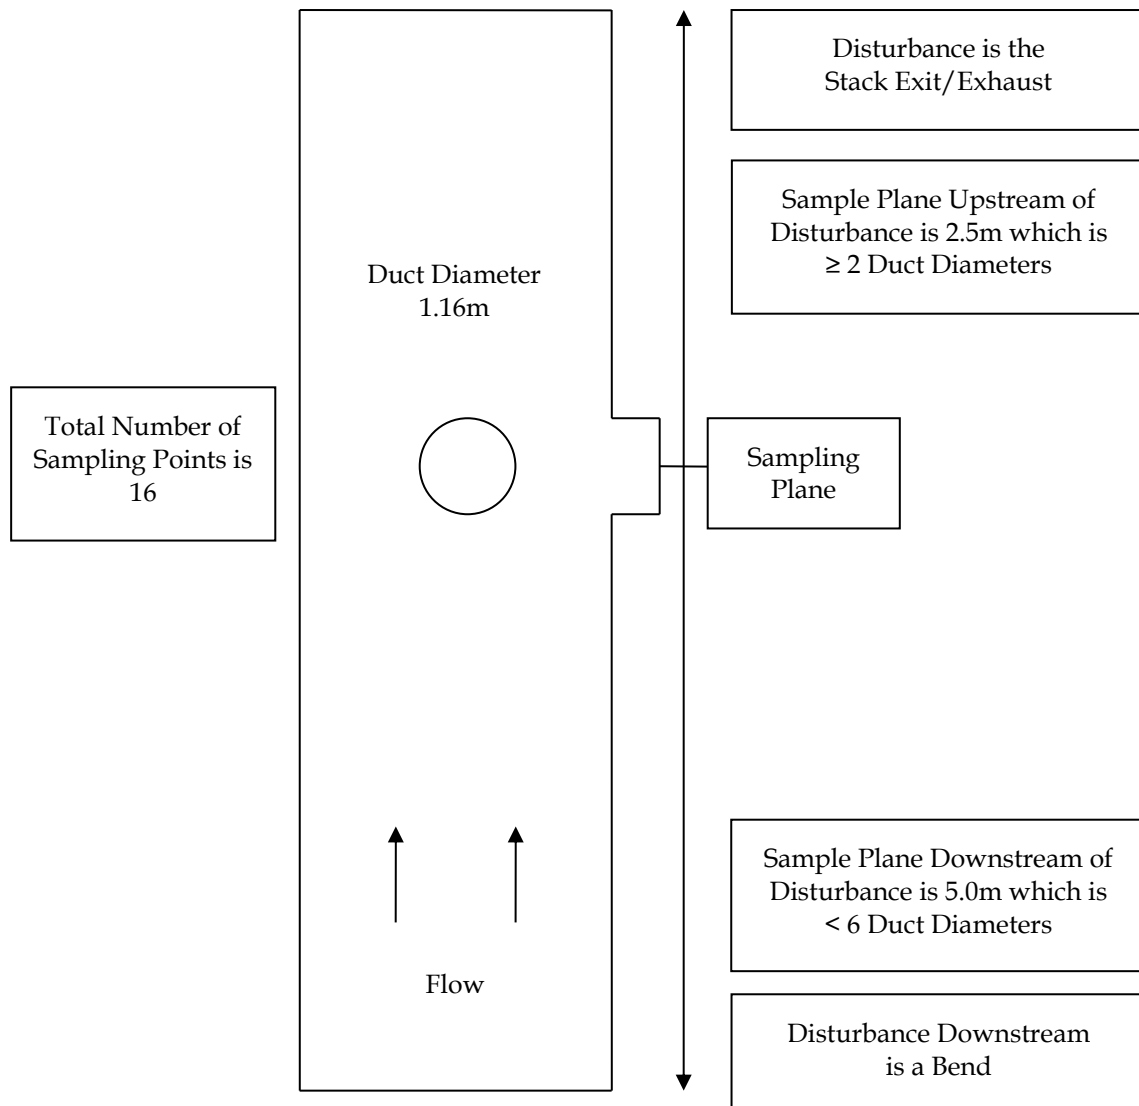 Disturbance is the
Stack Exit/Exhaust
Sample Plane Upstream of
Disturbance is 2.5m which is
≥ 2 Duct Diameters
Duct Diameter
1.16m
Total Number of
Sampling Points is
16
Sampling
Plane
Sample Plane Downstream of
Disturbance is 5.0m which is
< 6 Duct Diameters
Flow
Disturbance Downstream
is a Bend